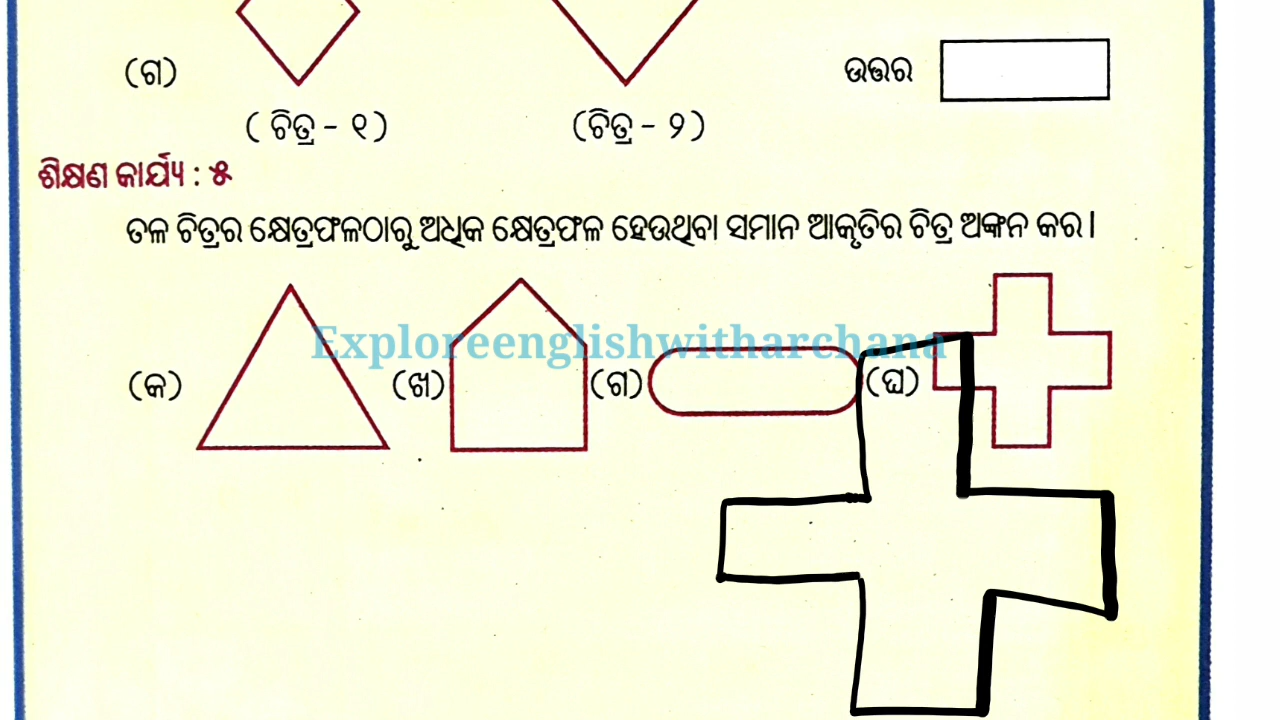 (ଗ) ଉତ୍ତର
( ଚିତ୍ର - ୧ ) (ଚିତ୍ର - ୨ )
ଶିକ୍ଷଣ କାର୍ଯ୍ୟ : ୫
ତଳ ଚିତ୍ରର କ୍ଷେତ୍ରଫଳଠାରୁ ଅଧିକ କ୍ଷେତ୍ରଫଳ ହେଉଥିବା ସମାନ ଆକୃତିର ଚିତ୍ର ଅଙ୍କନ କର।
Exploreenglishwitharchana
(କ) (ଖ) (ଗ) (ଘ)